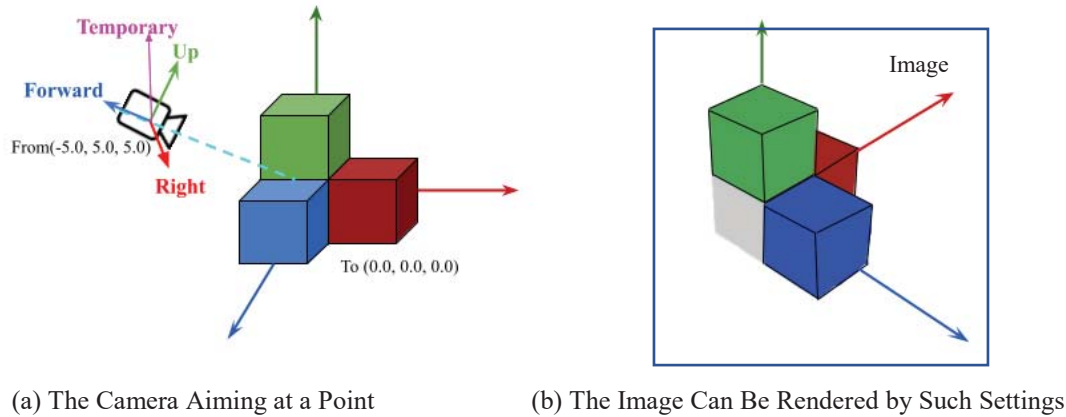 Temporary
Up
Forward
From(-5.0, 5.0, 5.0)
Right
To (0.0, 0.0, 0.0)
Image
(a) The Camera Aiming at a Point
(b) The Image Can Be Rendered by Such Settings